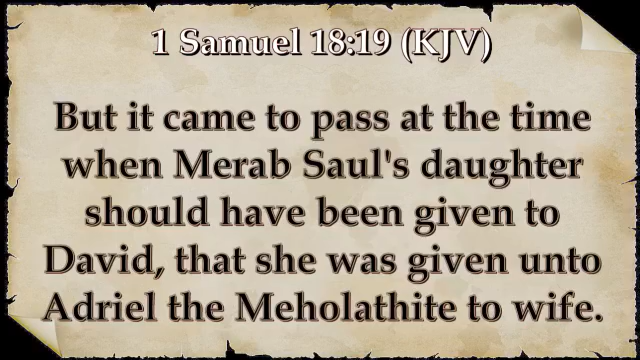 1 Samuel 18:19 (KJV)
But it came to pass at the time
when Merab Saul's daughter
should have been given to
David, that she was given unto
Adriel the Meholathite to wife.